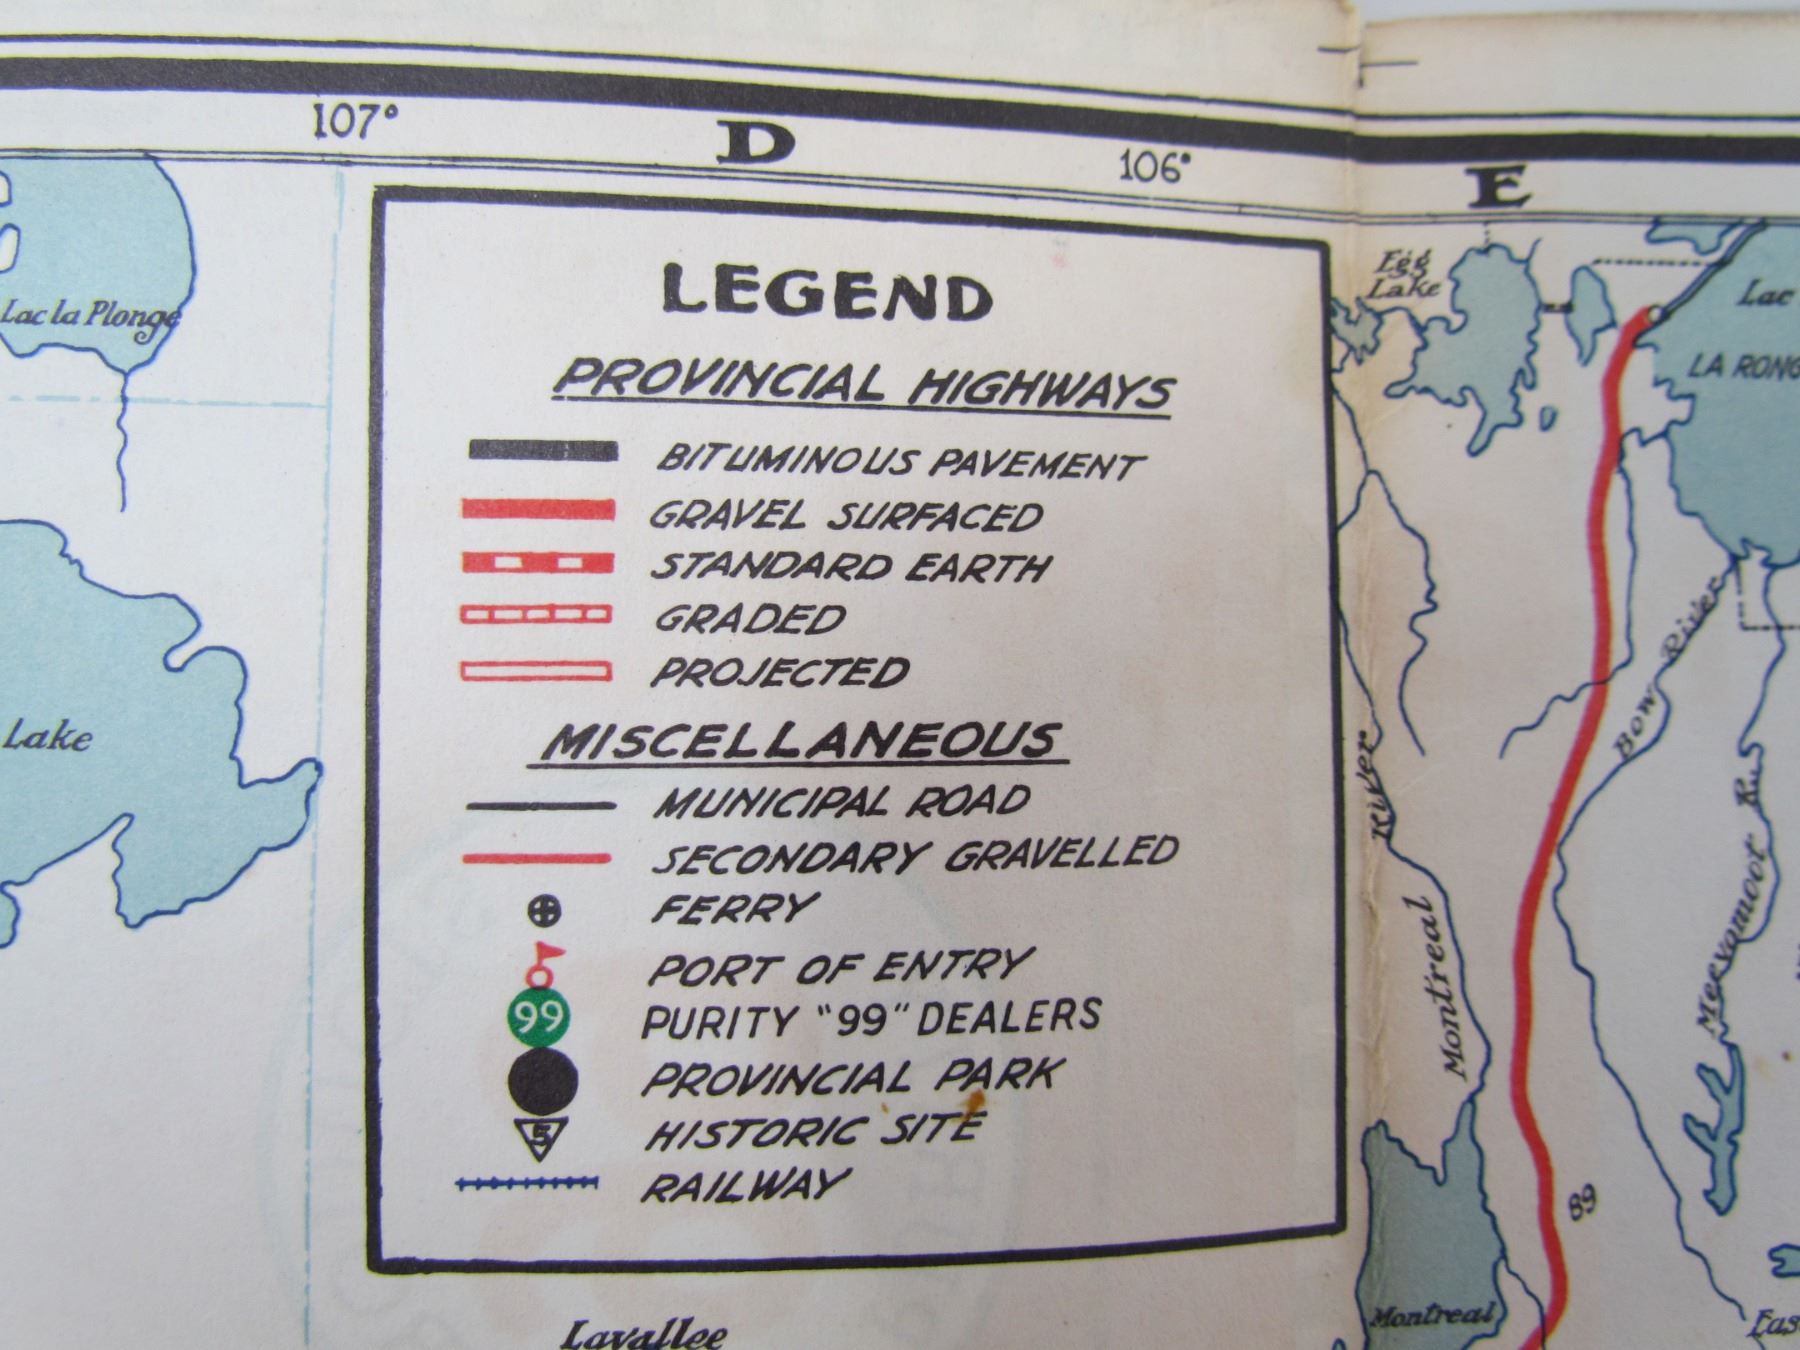 107°
D
106°
E
Lac la Plonge
Egg
Lake
Lac
LA RONG
LEGEND
PROVINCIAL HIGHWAYS
BITUMINOUS PAVEMENT
GRAVEL SURFACED
STANDARD EARTH
GRADED
PROJECTED
MISCELLANEOUS
MUNICIPAL ROAD
SECONDARY GRAVELLED
FERRY
PORT OF ENTRY
99 PURITY "99" DEALERS
PROVINCIAL PARK
5 HISTORIC SITE
RAILWAY
Lake
Bow River
River
Montreal
89
Montreal
Lavallee